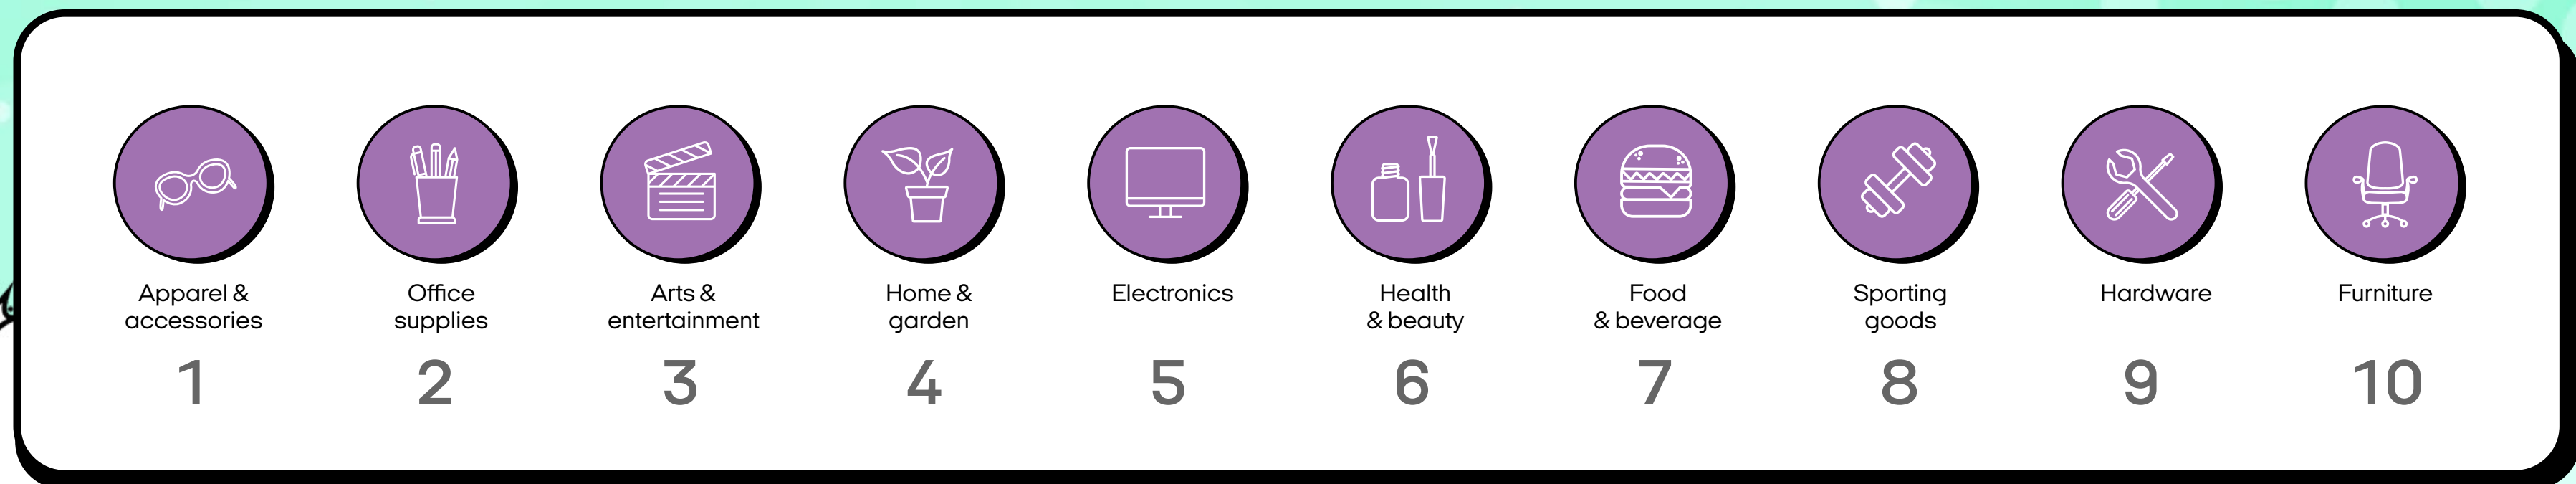 Apparel &
accessories
1
Office
supplies
2
Arts &
entertainment
3
Home &
garden
4
Electronics
5
Health
& beauty
6
Food
& beverage
7
Sporting
goods
8
Hardware
9
Furniture
10